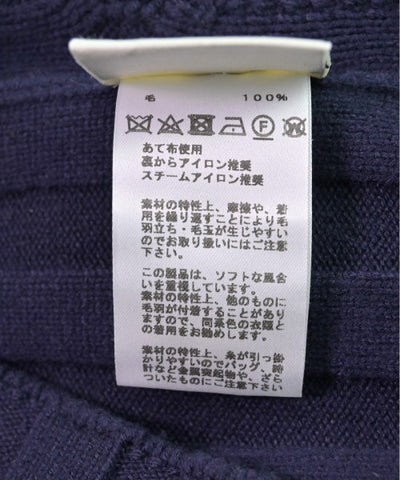 毛 100%
F W
あて布使用
裏からアイロン推奨
スチームアイロン推奨
素材の特性上、摩擦や、着
用を繰り返すことにより毛
羽立ち・毛玉が生じやすい
のでお取り扱いにはご注意
下さい。
この製品は、ソフトな風合
いを重視しています。
素材の特性上、他のものに
毛羽が付着することがあり
ますので、同系色の衣類と
の着用をお勧めします。
素材の特性上、糸が引っ掛
かりやすいのでバッグ、時
計など金属突起物や、ざら
ついたものにご注意下さい